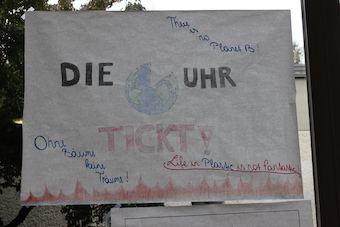 There
is no
Planet B!
DIE UHR
TICKT!
Ohne
Bäume
keine
Träume!
Life in Plastic is not fantastic